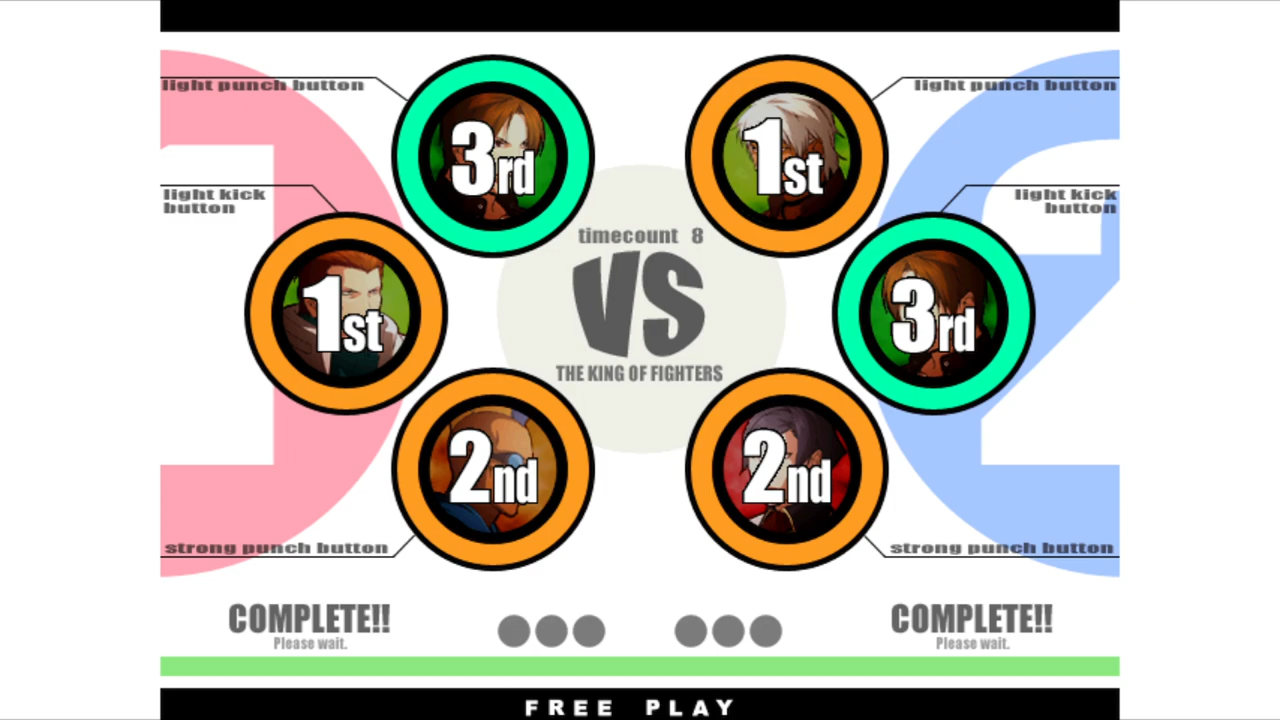 light punch button
light punch button
3rd
1st
light kick
button
light kick
button
timecount 8
VS
THE KING OF FIGHTERS
1st
3rd
2nd
2nd
strong punch button
strong punch button
COMPLETE!!
Please wait.
COMPLETE!!
Please wait.
FREE PLAY
1
2